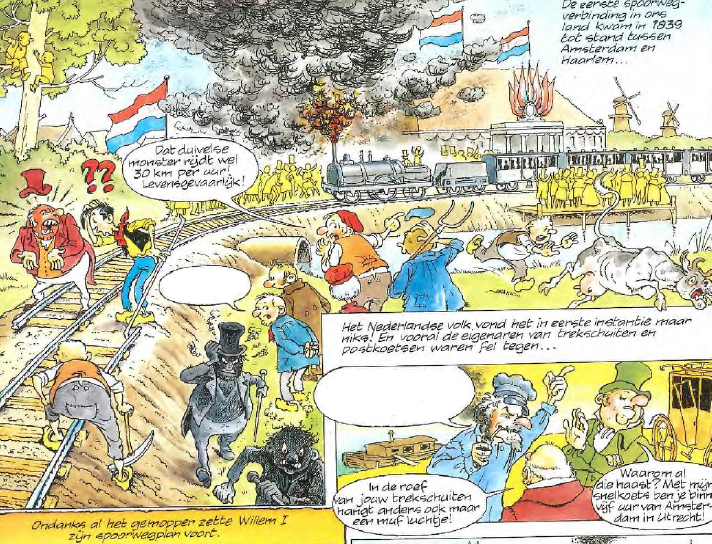 De eerste spoorweg-
verbinding in ons
land kwam in 1839
tot stand tussen
Amsterdam en
Haarlem...
??
Dat duivelse
monster rijdt wel
30 km per uur!
Levensgevaarlijk!
Het Nederlandse volk vond het in eerste instantie maar
niks! En vooral de eigenaren van trekschuiten en
postkoetsen waren fel tegen...
In de roef
van jouw trekschuiten
hangt anders ook maar
een muf luchtje!
Waarom al
die haast? Met mijn
snelkoets ben je binn
vijf uur van Amster-
dam in Utrecht!
Ondanks al het gemopper zette Willem I
zijn spoorwegplan voort.